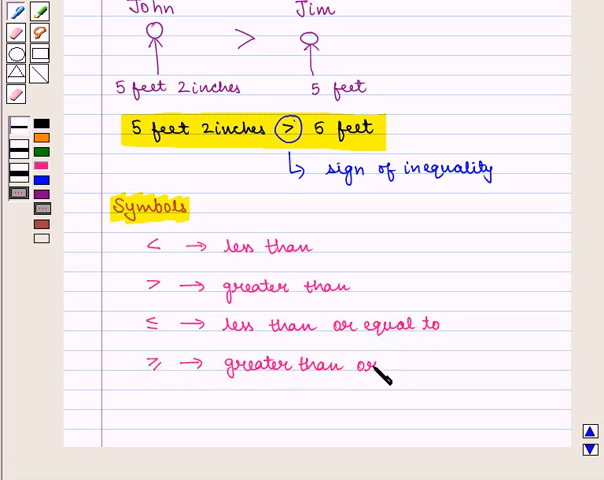 John Jim
>
5 feet 2inches 5 feet
5 feet 2inches > 5 feet
↳ sign of inequality
Symbols
< → less than
> → greater than
≤ → less than or equal to
≥ → greater than or